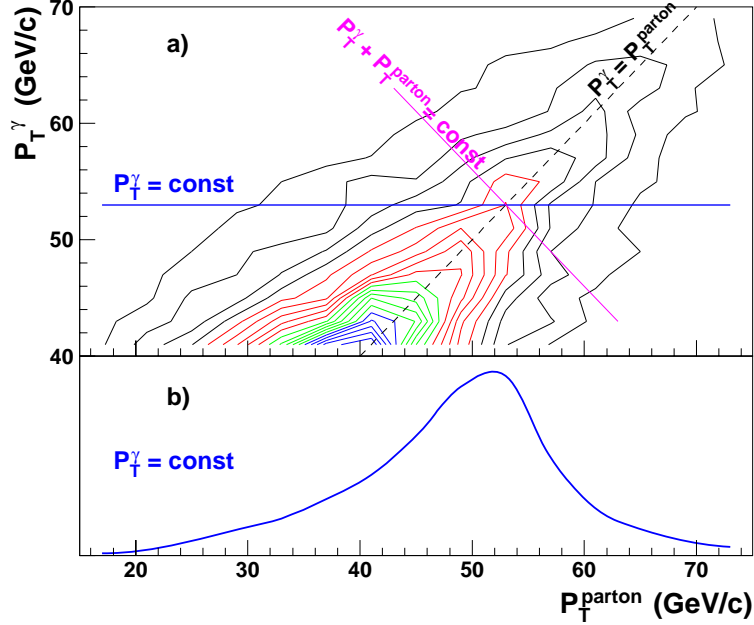 70
60
50
40
P_T^γ (GeV/c)
a)
P_T^γ + P_T^parton = const
P_T^γ = P_T^parton
P_T^γ = const
b)
P_T^γ = const
20 30 40 50 60 70
P_T^parton (GeV/c)